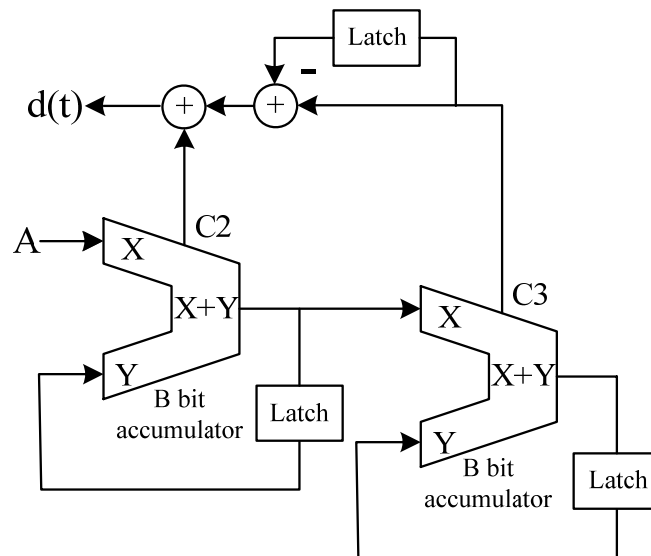 Latch
-
d(t)
+
+
C2
A
X
C3
X+Y
X
Y
X+Y
B bit
accumulator
Latch
Y
B bit
accumulator
Latch